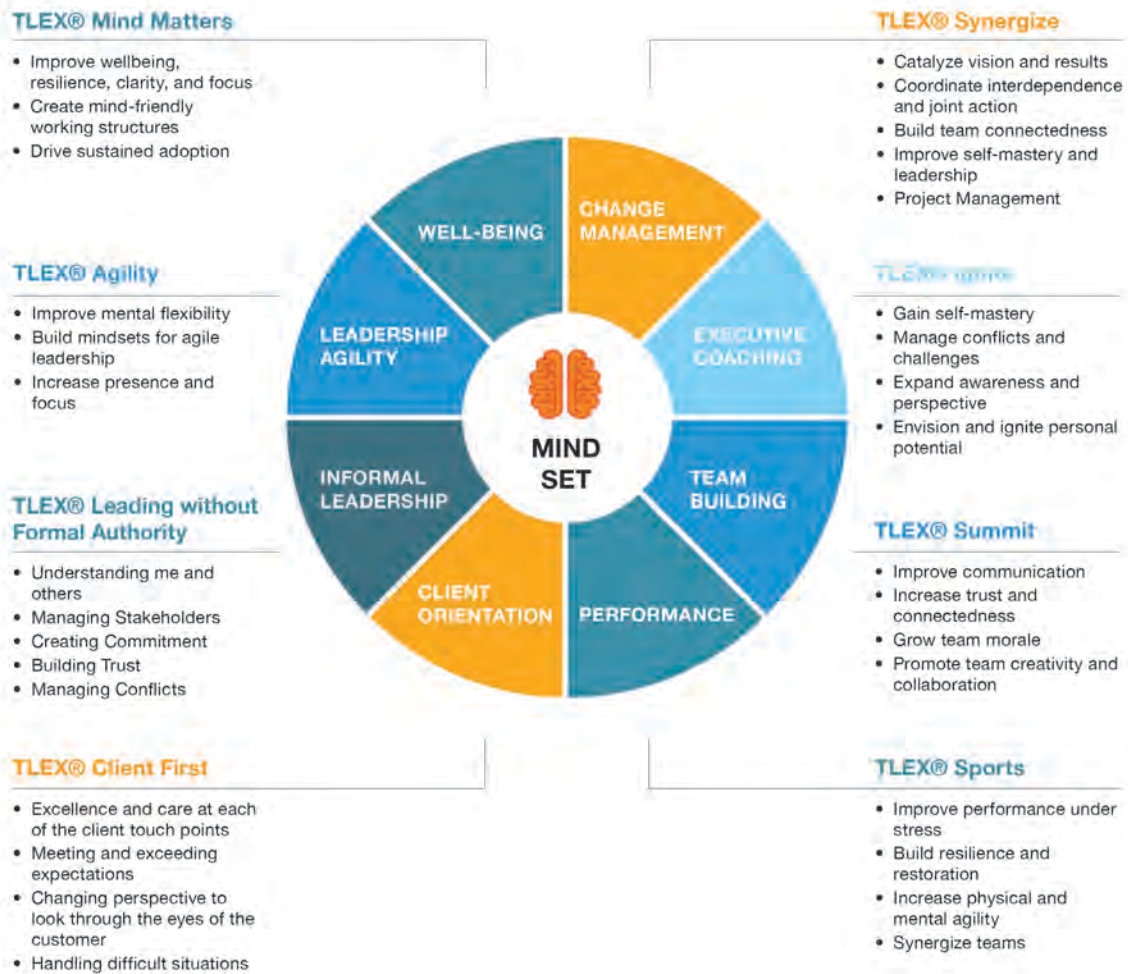 TLEX® Mind Matters
• Improve wellbeing,
resilience, clarity, and focus
• Create mind-friendly
working structures
• Drive sustained adoption
TLEX® Agility
• Improve mental flexibility
• Build mindsets for agile
leadership
• Increase presence and
focus
TLEX® Leading without
Formal Authority
• Understanding me and
others
• Managing Stakeholders
• Creating Commitment
• Building Trust
• Managing Conflicts
TLEX® Client First
• Excellence and care at each
of the client touch points
• Meeting and exceeding
expectations
• Changing perspective to
look through the eyes of the
customer
• Handling difficult situations
WELL-BEING
CHANGE
MANAGEMENT
LEADERSHIP
AGILITY
EXECUTIVE
COACHING
MIND
SET
INFORMAL
LEADERSHIP
TEAM
BUILDING
CLIENT
ORIENTATION
PERFORMANCE
TLEX® Synergize
• Catalyze vision and results
• Coordinate interdependence
and joint action
• Build team connectedness
• Improve self-mastery and
leadership
• Project Management
TLEX® Ignite
• Gain self-mastery
• Manage conflicts and
challenges
• Expand awareness and
perspective
• Envision and ignite personal
potential
TLEX® Summit
• Improve communication
• Increase trust and
connectedness
• Grow team morale
• Promote team creativity and
collaboration
TLEX® Sports
• Improve performance under
stress
• Build resilience and
restoration
• Increase physical and
mental agility
• Synergize teams